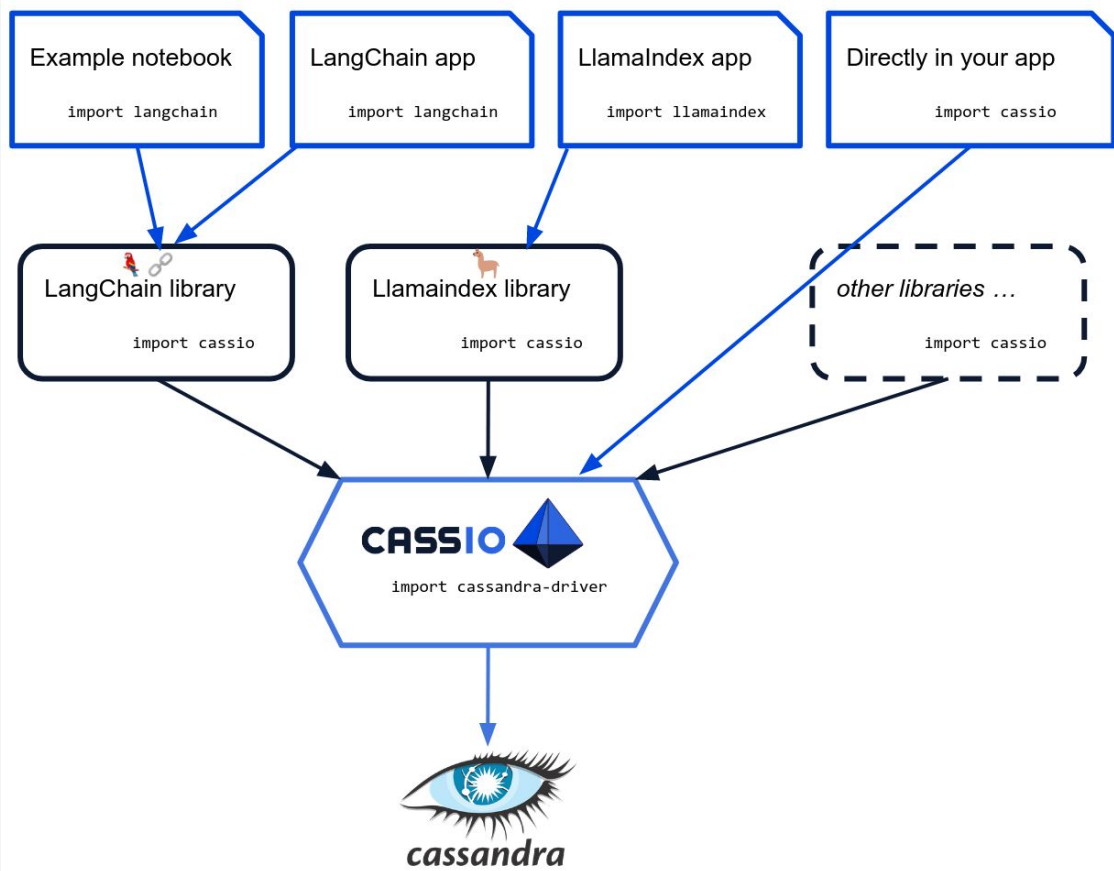 Example notebook
import langchain
LangChain app
import langchain
LlamaIndex app
import llamaindex
Directly in your app
import cassio
LangChain library
import cassio
Llamaindex library
import cassio
other libraries …
import cassio
CASSIO
import cassandra-driver
cassandra